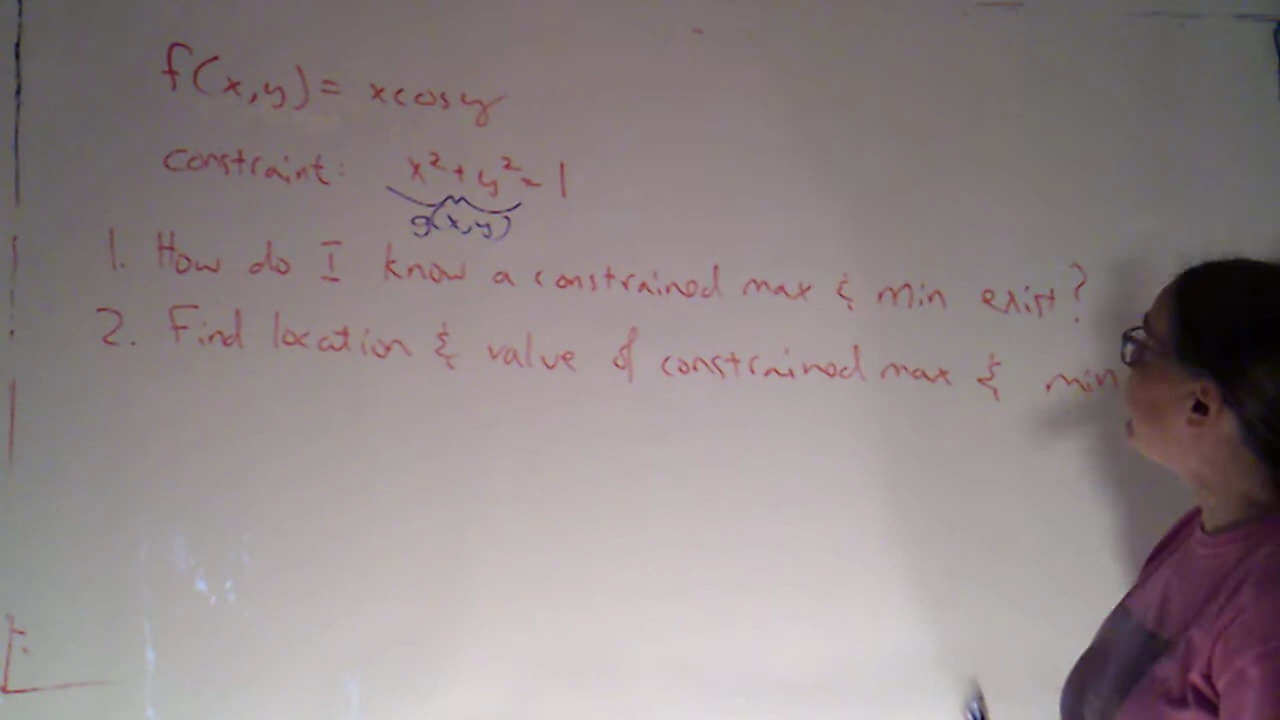 f(x,y) = xcosy
constraint: x² + y² = 1
g(x,y)
1. How do I know a constrained max & min exist?
2. Find location & value of constrained max & min